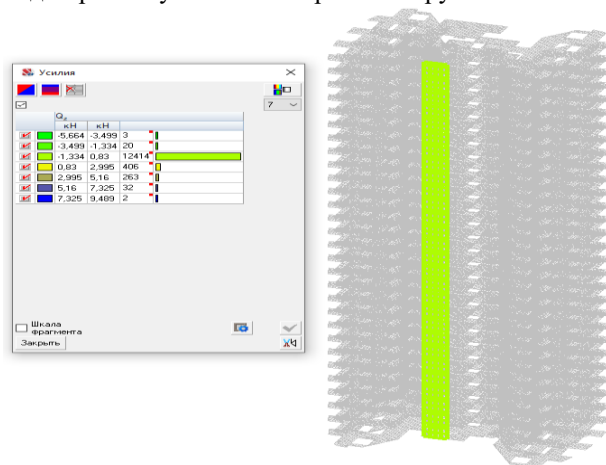 Усилия
7
Qz
кН кН
-5,664 -3,499 3
-3,499 -1,334 20
-1,334 0,83 12414
0,83 2,995 406
2,995 5,16 263
5,16 7,325 32
7,325 9,489 2
Шкала
фрагмента
Закрыть